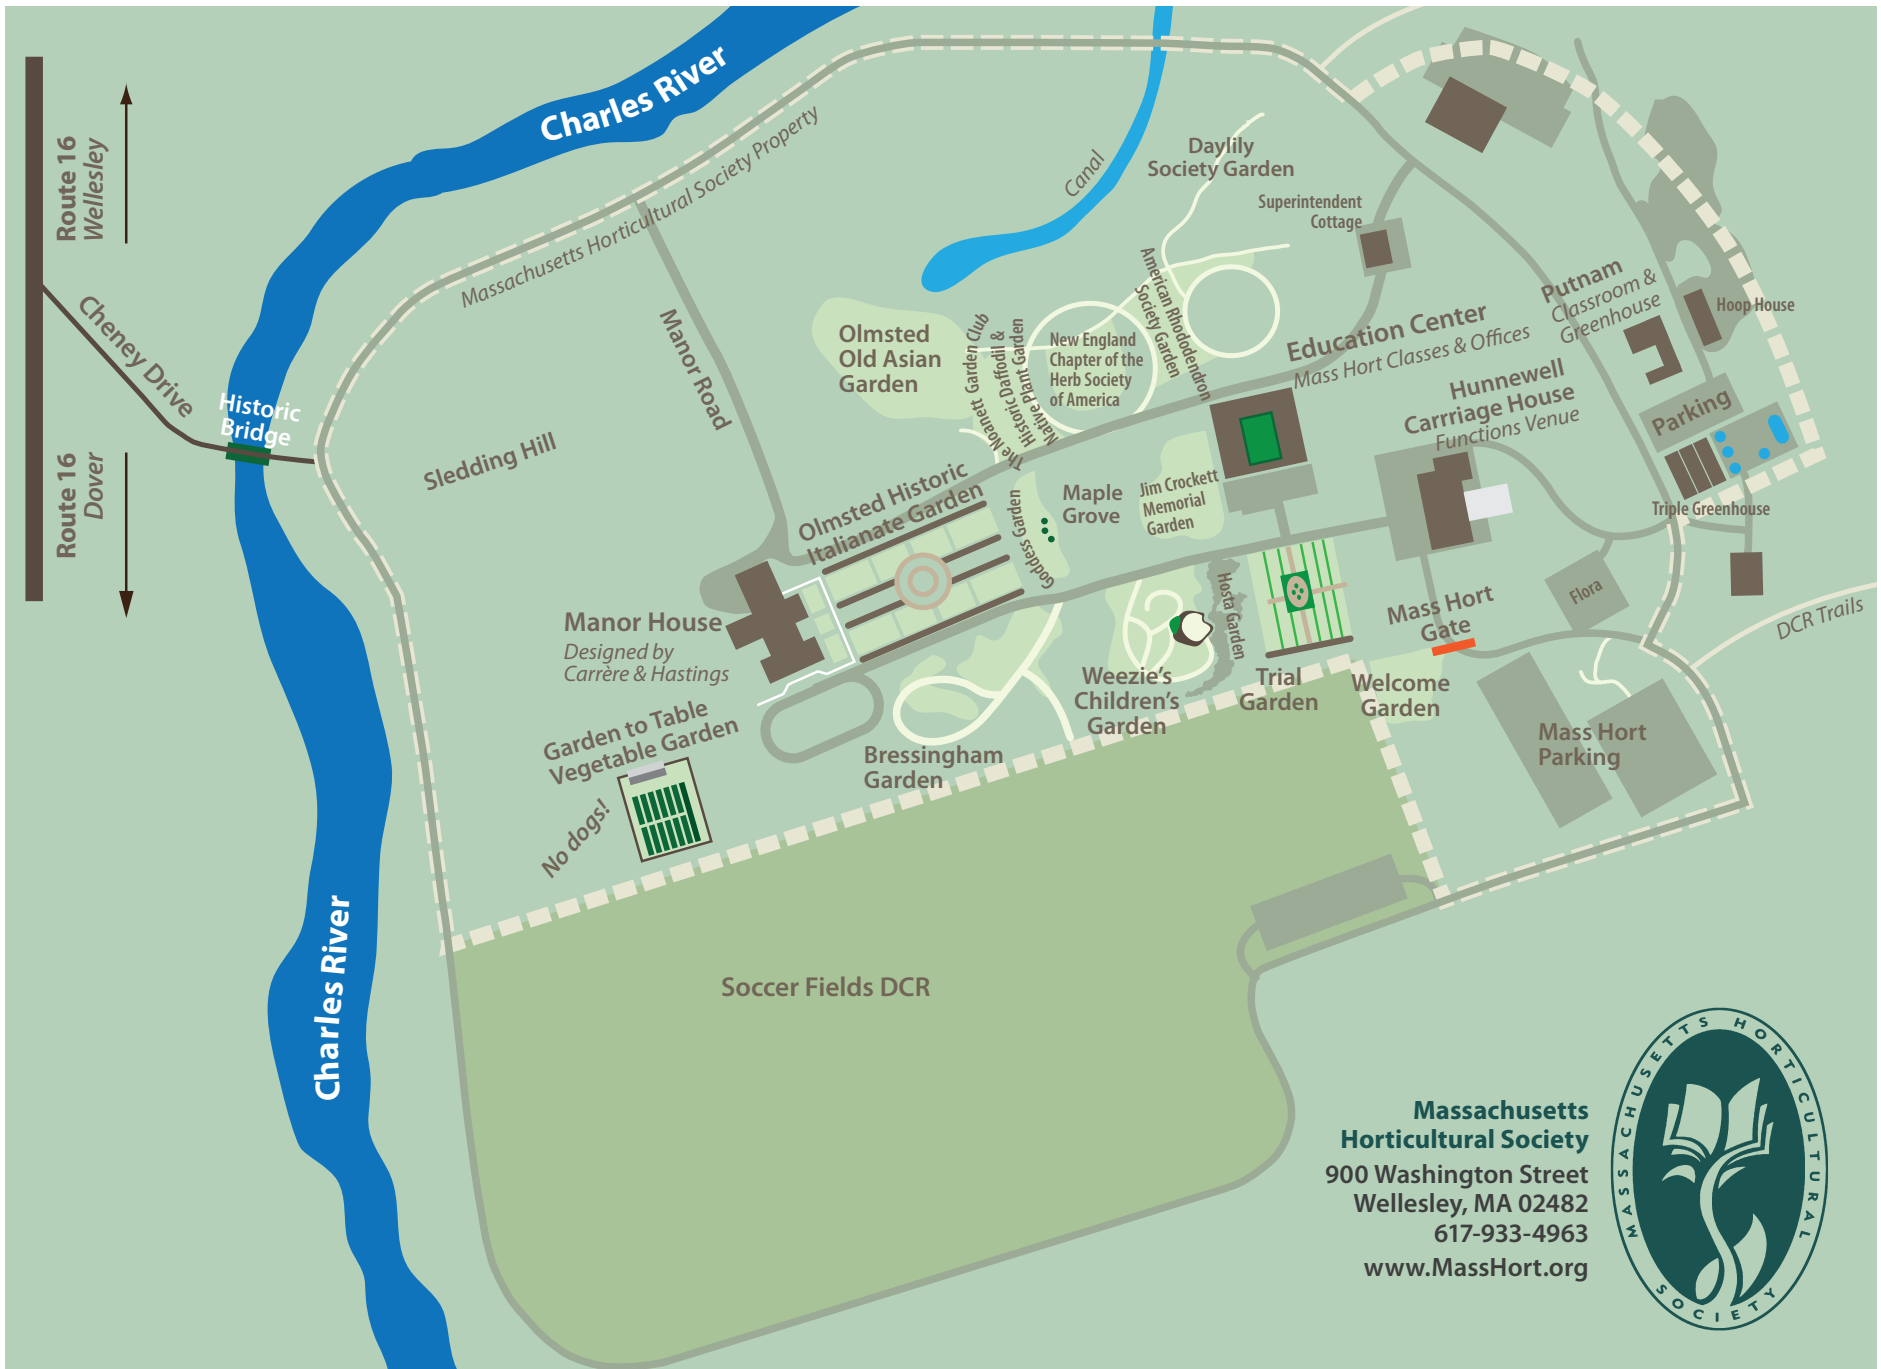 Charles River
Route 16
Wellesley
Cheney Drive
Historic
Bridge
Route 16
Dover
Massachusetts Horticultural Society Property
Manor Road
Sledding Hill
Canal
Daylily
Society Garden
Superintendent
Cottage
Olmsted
Old Asian
Garden
The Noanett Garden Club
Historic Daffodil &
Native Plant Garden
New England
Chapter of the
Herb Society
of America
American Rhododendron
Society Garden
Education Center
Mass Hort Classes & Offices
Putnam
Classroom &
Greenhouse
Hoop House
Hunnewell
Carrriage House
Functions Venue
Parking
Triple Greenhouse
Olmsted Historic
Italianate Garden
Goddess Garden
Maple
Grove
Jim Crockett
Memorial
Garden
Manor House
Designed by
Carrère & Hastings
Hosta Garden
Mass Hort
Gate
Flora
DCR Trails
Garden to Table
Vegetable Garden
No dogs!
Bressingham
Garden
Weezie's
Children's
Garden
Trial
Garden
Welcome
Garden
Mass Hort
Parking
Charles River
Soccer Fields DCR
Massachusetts
Horticultural Society
900 Washington Street
Wellesley, MA 02482
617-933-4963
www.MassHort.org
MASSACHUSETTS HORTICULTURAL
SOCIETY